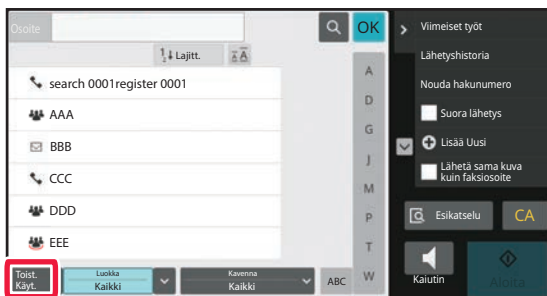 Osoite
OK
Lajitt.
search 0001register 0001
AAA
BBB
CCC
DDD
EEE
A
D
G
J
M
P
T
W
Toist.
Käyt.
Luokka
Kaikki
Kavenna
Kaikki
ABC
Viimeiset työt
Lähetyshistoria
Nouda hakunumero
Suora lähetys
Lisää Uusi
Lähetä sama kuva
kuin faksiosoite
Esikatselu
CA
Kaiutin
Aloita